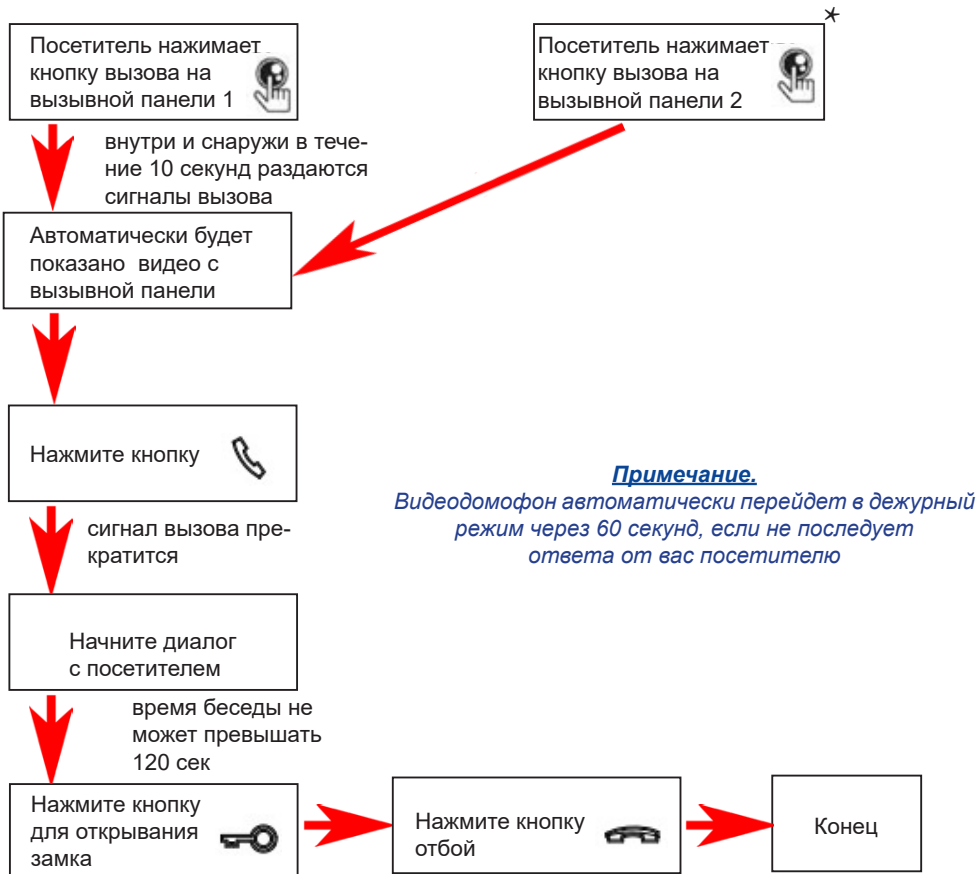 Посетитель нажимает
кнопку вызова на
вызывной панели 1
*
Посетитель нажимает
кнопку вызова на
вызывной панели 2
внутри и снаружи в тече-
ние 10 секунд раздаются
сигналы вызова
Автоматически будет
показано видео с
вызывной панели
Нажмите кнопку
Примечание.
Видеодомофон автоматически перейдет в дежурный
режим через 60 секунд, если не последует
ответа от вас посетителю
сигнал вызова пре-
кратится
Начните диалог
с посетителем
время беседы не
может превышать
120 сек
Нажмите кнопку
для открывания
замка
Нажмите кнопку
отбой
Конец